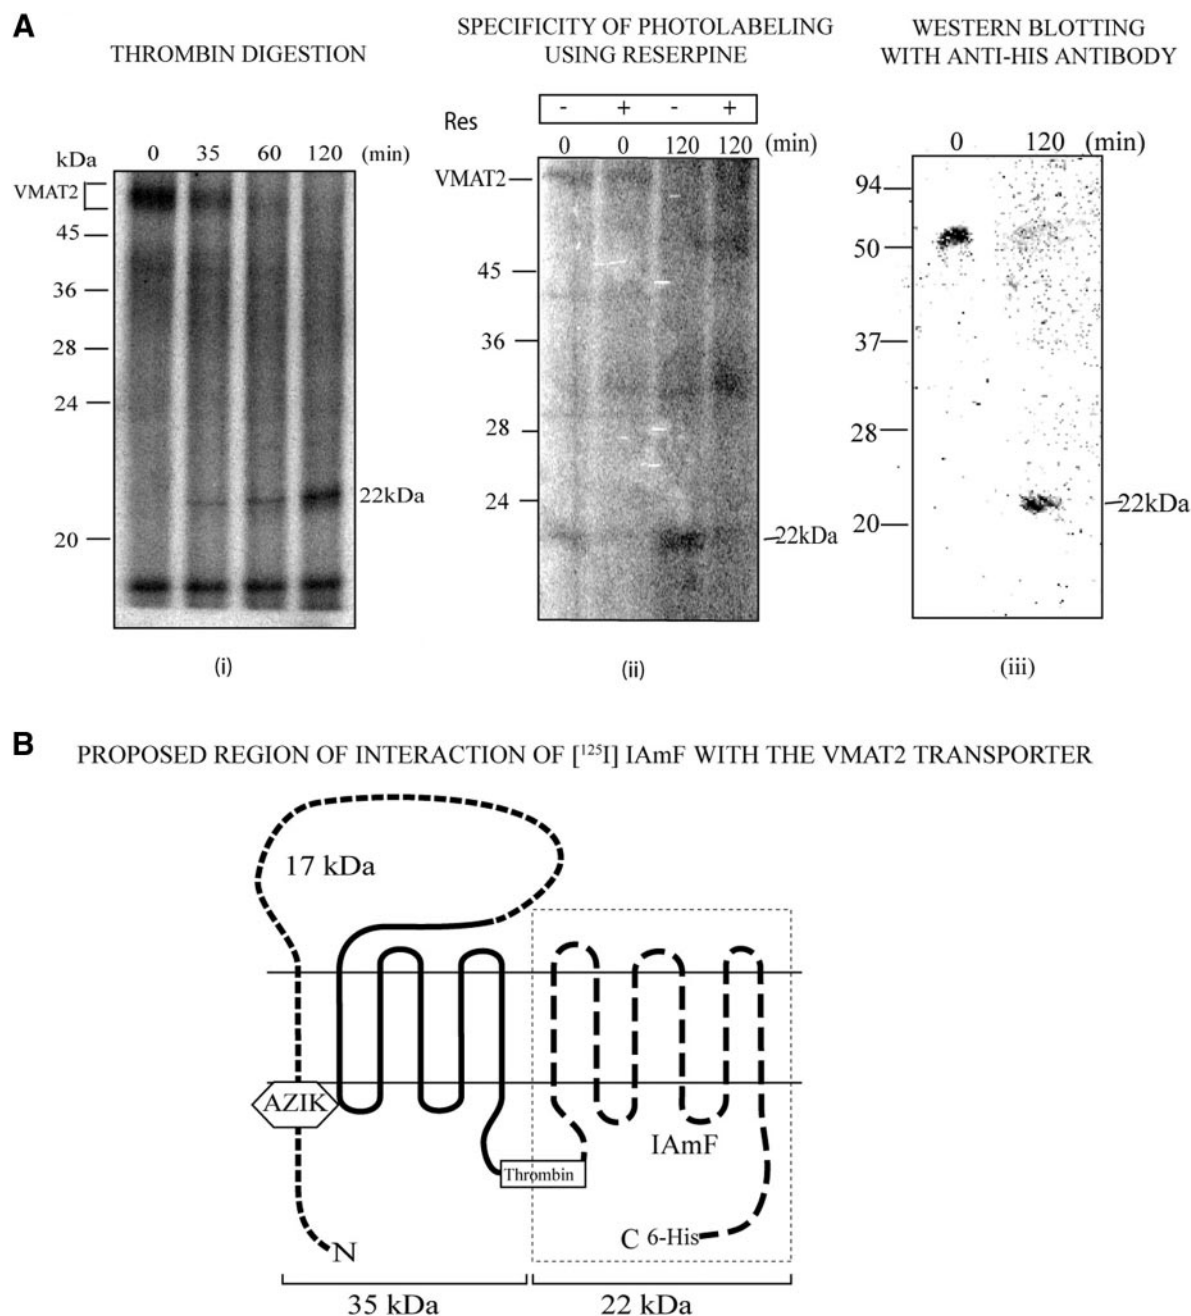 A
THROMBIN DIGESTION
SPECIFICITY OF PHOTOLABELING
USING RESERPINE
WESTERN BLOTTING
WITH ANTI-HIS ANTIBODY
kDa 0 35 60 120 (min)
VMAT2
45
36
28
24
22kDa
20
(i)
Res - + - +
0 0 120 120 (min)
VMAT2
45
36
28
24
22kDa
(ii)
0 120 (min)
94
50
37
28
22kDa
20
(iii)
B
PROPOSED REGION OF INTERACTION OF [125I] IAmF WITH THE VMAT2 TRANSPORTER
17 kDa
AZIK
IAmF
Thrombin
C 6-His
N
35 kDa 22 kDa